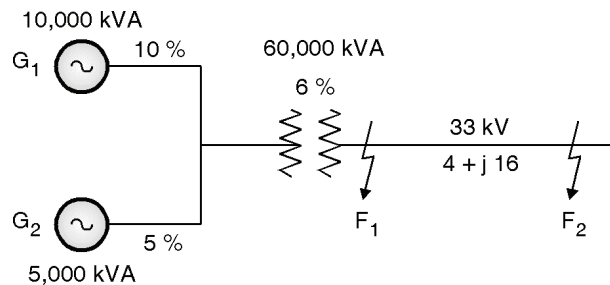 10,000 kVA
G1
10 %
60,000 kVA
6 %
33 kV
4 + j 16
F1
F2
G2
5 %
5,000 kVA